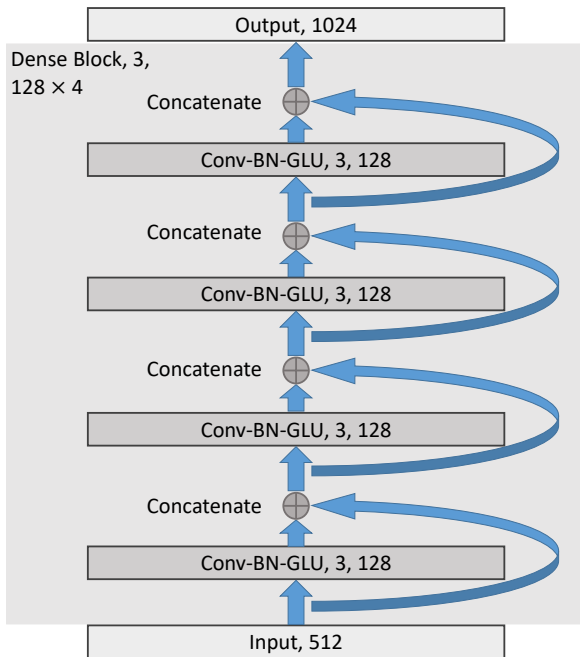 Output, 1024
Dense Block, 3,
128 × 4
Concatenate
Conv-BN-GLU, 3, 128
Concatenate
Conv-BN-GLU, 3, 128
Concatenate
Conv-BN-GLU, 3, 128
Concatenate
Conv-BN-GLU, 3, 128
Input, 512